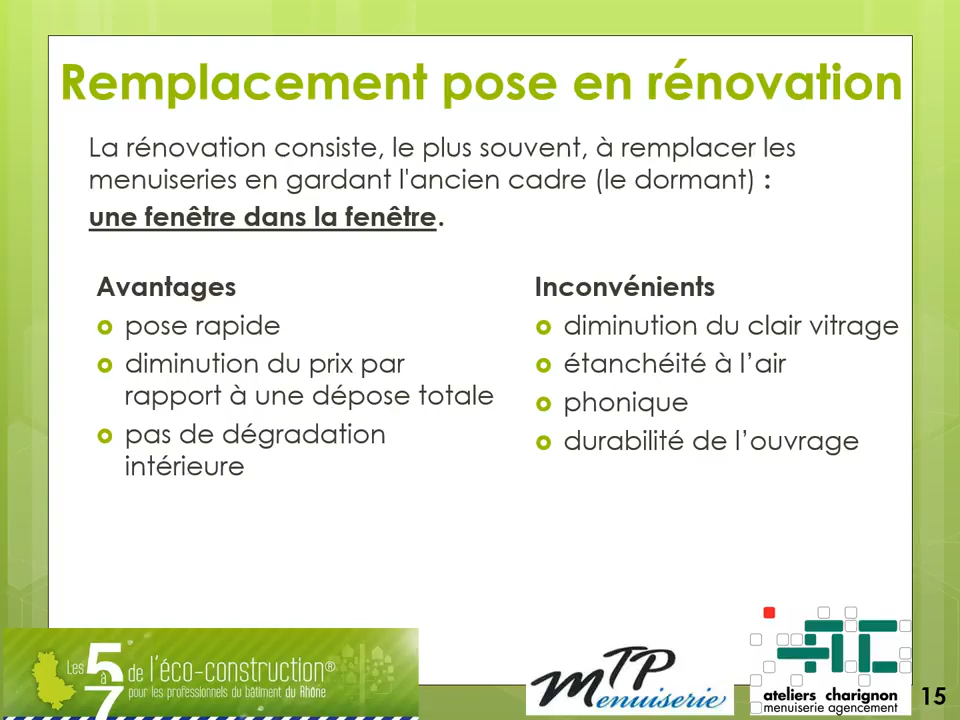 Remplacement pose en rénovation
La rénovation consiste, le plus souvent, à remplacer les
menuiseries en gardant l'ancien cadre (le dormant) :
une fenêtre dans la fenêtre.
Avantages
pose rapide
diminution du prix par
rapport à une dépose totale
pas de dégradation
intérieure
Inconvénients
diminution du clair vitrage
étanchéité à l’air
phonique
durabilité de l’ouvrage
Les 5 à 7 de l'éco-construction®
pour les professionnels du bâtiment du Rhône
MTP
Menuiserie
AC
ateliers charignon
menuiserie agencement
15